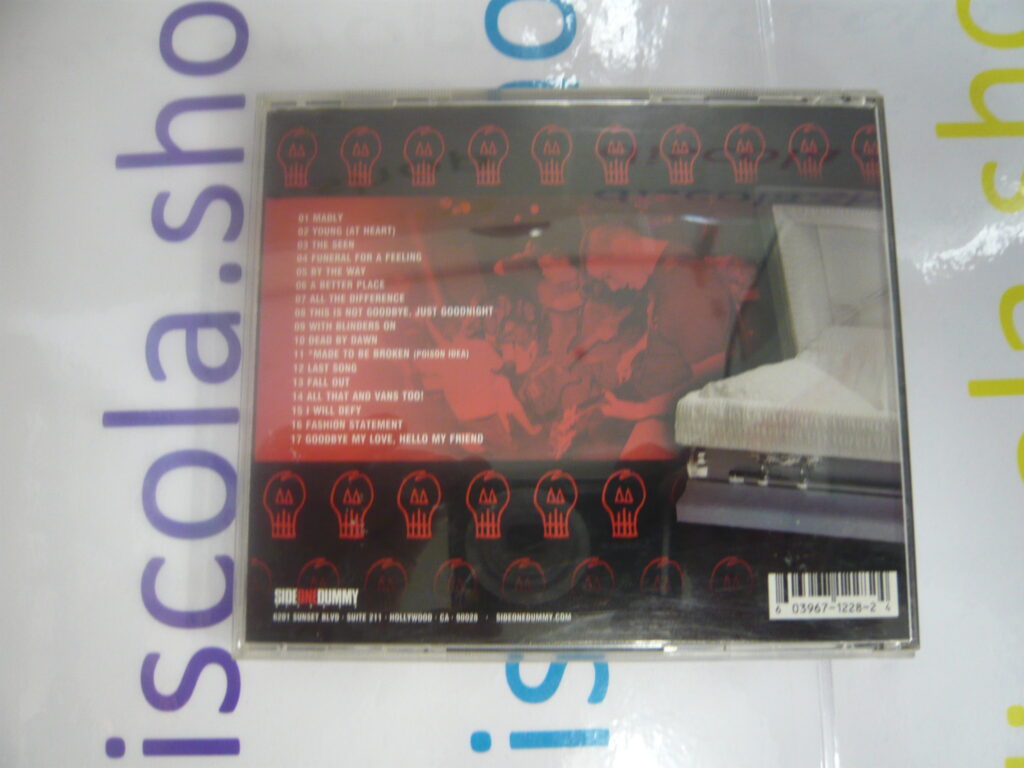 01 MADLY
02 YOUNG (AT HEART)
03 THE SEEN
04 FUNERAL FOR A FEELING
05 BY THE WAY
06 A BETTER PLACE
07 ALL THE DIFFERENCE
08 THIS IS NOT GOODBYE, JUST GOODNIGHT
09 WITH BLINDERS ON
10 DEAD BY DAWN
11 *MADE TO BE BROKEN (POISON IDEA)
12 LAST SONG
13 FALL OUT
14 ALL THAT AND VANS TOO!
15 I WILL DEFY
16 FASHION STATEMENT
17 GOODBYE MY LOVE, HELLO MY FRIEND
SIDEONEDUMMY
6201 SUNSET BLVD · SUITE 211 · HOLLYWOOD · CA · 90028 · SIDEONEDUMMY.COM
6 03967-1228-2 4
iscola.sho